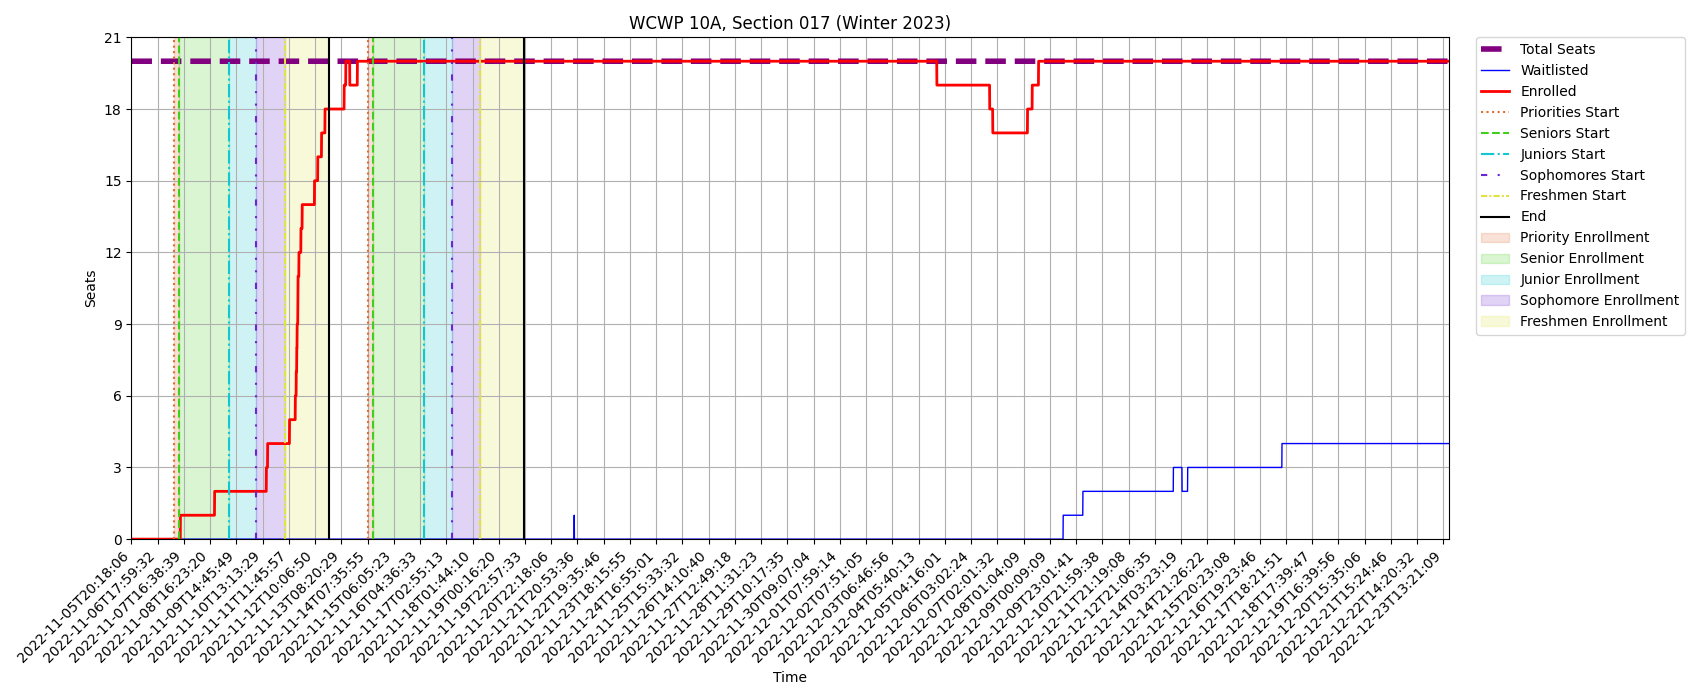 WCWP 10A, Section 017 (Winter 2023)
21
18
15
12
9
6
3
0
Seats
2022-11-05T20:18:06
2022-11-06T17:59:32
2022-11-07T16:38:39
2022-11-08T16:23:20
2022-11-09T14:45:49
2022-11-10T13:13:29
2022-11-11T11:45:57
2022-11-12T10:06:50
2022-11-13T08:20:29
2022-11-14T07:35:55
2022-11-15T06:05:23
2022-11-16T04:36:33
2022-11-17T02:55:13
2022-11-18T01:44:10
2022-11-19T00:16:20
2022-11-19T22:57:33
2022-11-20T22:18:06
2022-11-21T20:53:36
2022-11-22T19:35:46
2022-11-23T18:15:55
2022-11-24T16:55:01
2022-11-25T15:33:32
2022-11-26T14:10:40
2022-11-27T12:49:18
2022-11-28T11:31:23
2022-11-29T10:17:35
2022-11-30T09:07:04
2022-12-01T07:59:14
2022-12-02T07:51:05
2022-12-03T06:46:50
2022-12-04T05:40:13
2022-12-05T04:16:01
2022-12-06T03:02:24
2022-12-07T02:01:32
2022-12-08T01:04:09
2022-12-09T00:09:09
2022-12-09T23:01:41
2022-12-10T21:59:38
2022-12-11T21:19:08
2022-12-12T21:06:35
2022-12-14T03:23:19
2022-12-14T21:26:22
2022-12-15T20:23:08
2022-12-16T19:23:46
2022-12-17T18:21:51
2022-12-18T17:39:47
2022-12-19T16:39:56
2022-12-20T15:35:06
2022-12-21T15:24:46
2022-12-22T14:20:32
2022-12-23T13:21:09
Time
Total Seats
Waitlisted
Enrolled
Priorities Start
Seniors Start
Juniors Start
Sophomores Start
Freshmen Start
End
Priority Enrollment
Senior Enrollment
Junior Enrollment
Sophomore Enrollment
Freshmen Enrollment